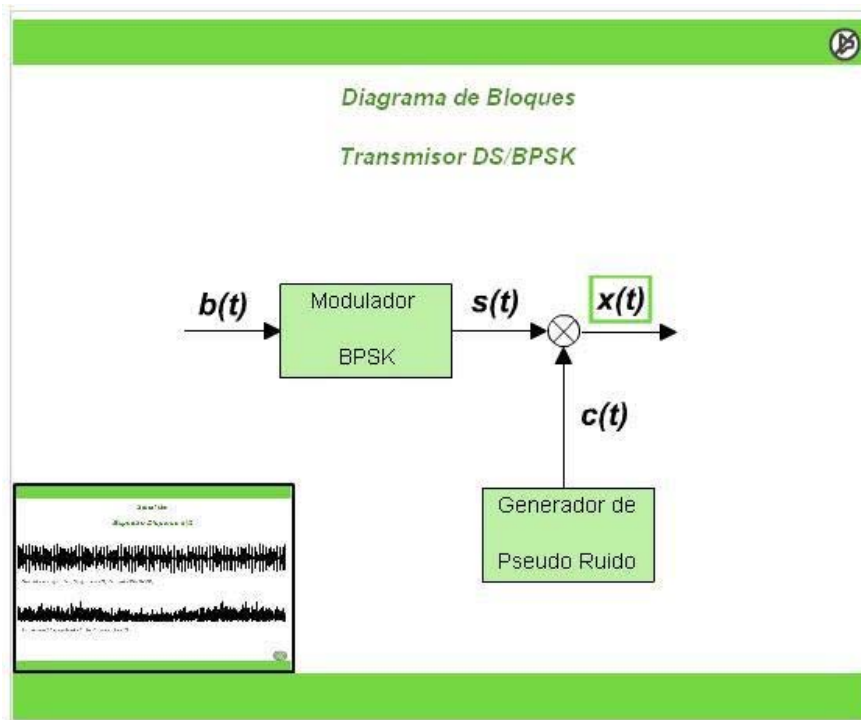 Diagrama de Bloques
Transmisor DS/BPSK
b(t)
Modulador
BPSK
s(t)
x(t)
c(t)
Generador de
Pseudo Ruido